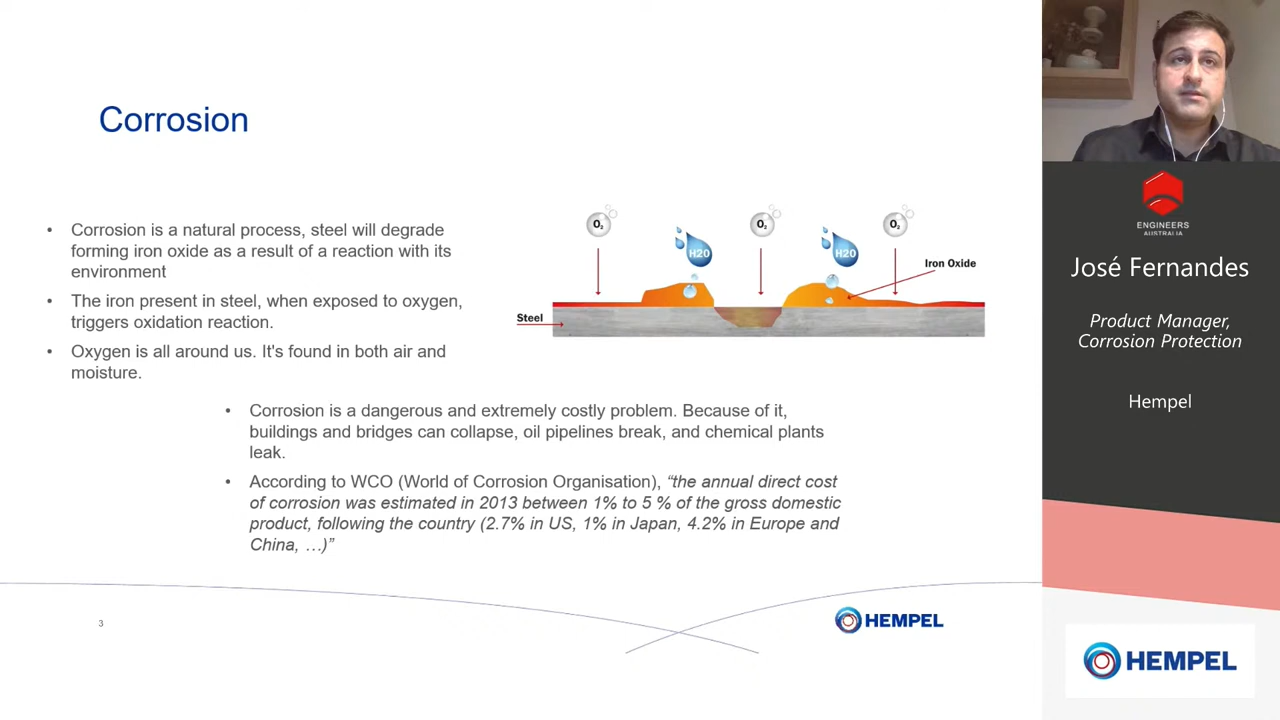 Corrosion
Corrosion is a natural process, steel will degrade
forming iron oxide as a result of a reaction with its
environment
The iron present in steel, when exposed to oxygen,
triggers oxidation reaction.
Oxygen is all around us. It's found in both air and
moisture.
O₂
O₂
O₂
H20
H20
Iron Oxide
Steel
Corrosion is a dangerous and extremely costly problem. Because of it,
buildings and bridges can collapse, oil pipelines break, and chemical plants
leak.
According to WCO (World of Corrosion Organisation), “the annual direct cost
of corrosion was estimated in 2013 between 1% to 5 % of the gross domestic
product, following the country (2.7% in US, 1% in Japan, 4.2% in Europe and
China, …)”
3
HEMPEL
ENGINEERS
AUSTRALIA
José Fernandes
Product Manager,
Corrosion Protection
Hempel
HEMPEL